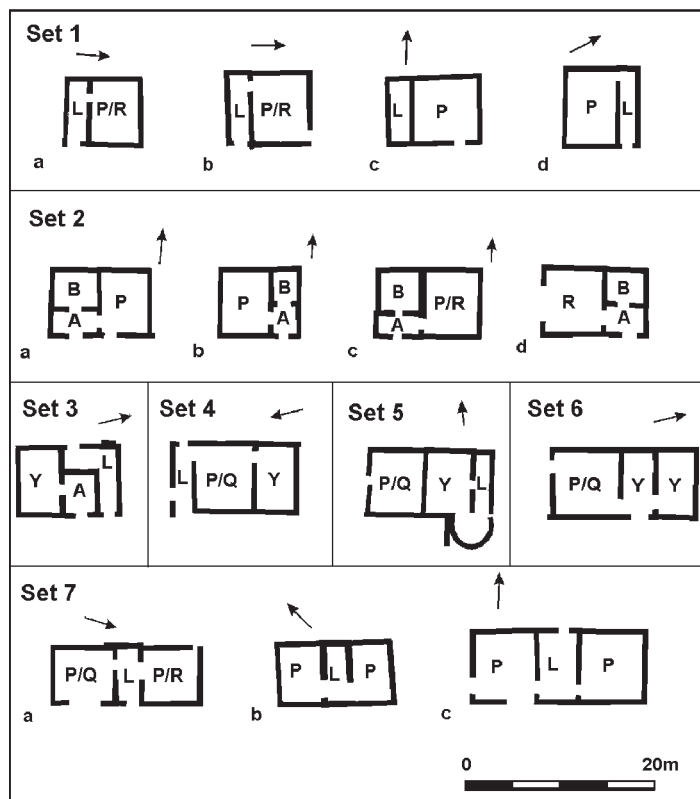 Set 1
L P/R
L P/R
L P
P L
a b c d
Set 2
B P
A
P B
A
B P/R
A
R B
A
a b c d
Set 3 Set 4 Set 5 Set 6
Y A L
L P/Q Y
P/Q Y L
P/Q Y Y
Set 7
P/Q L P/R
P L P
P L P
a b c
0 20m